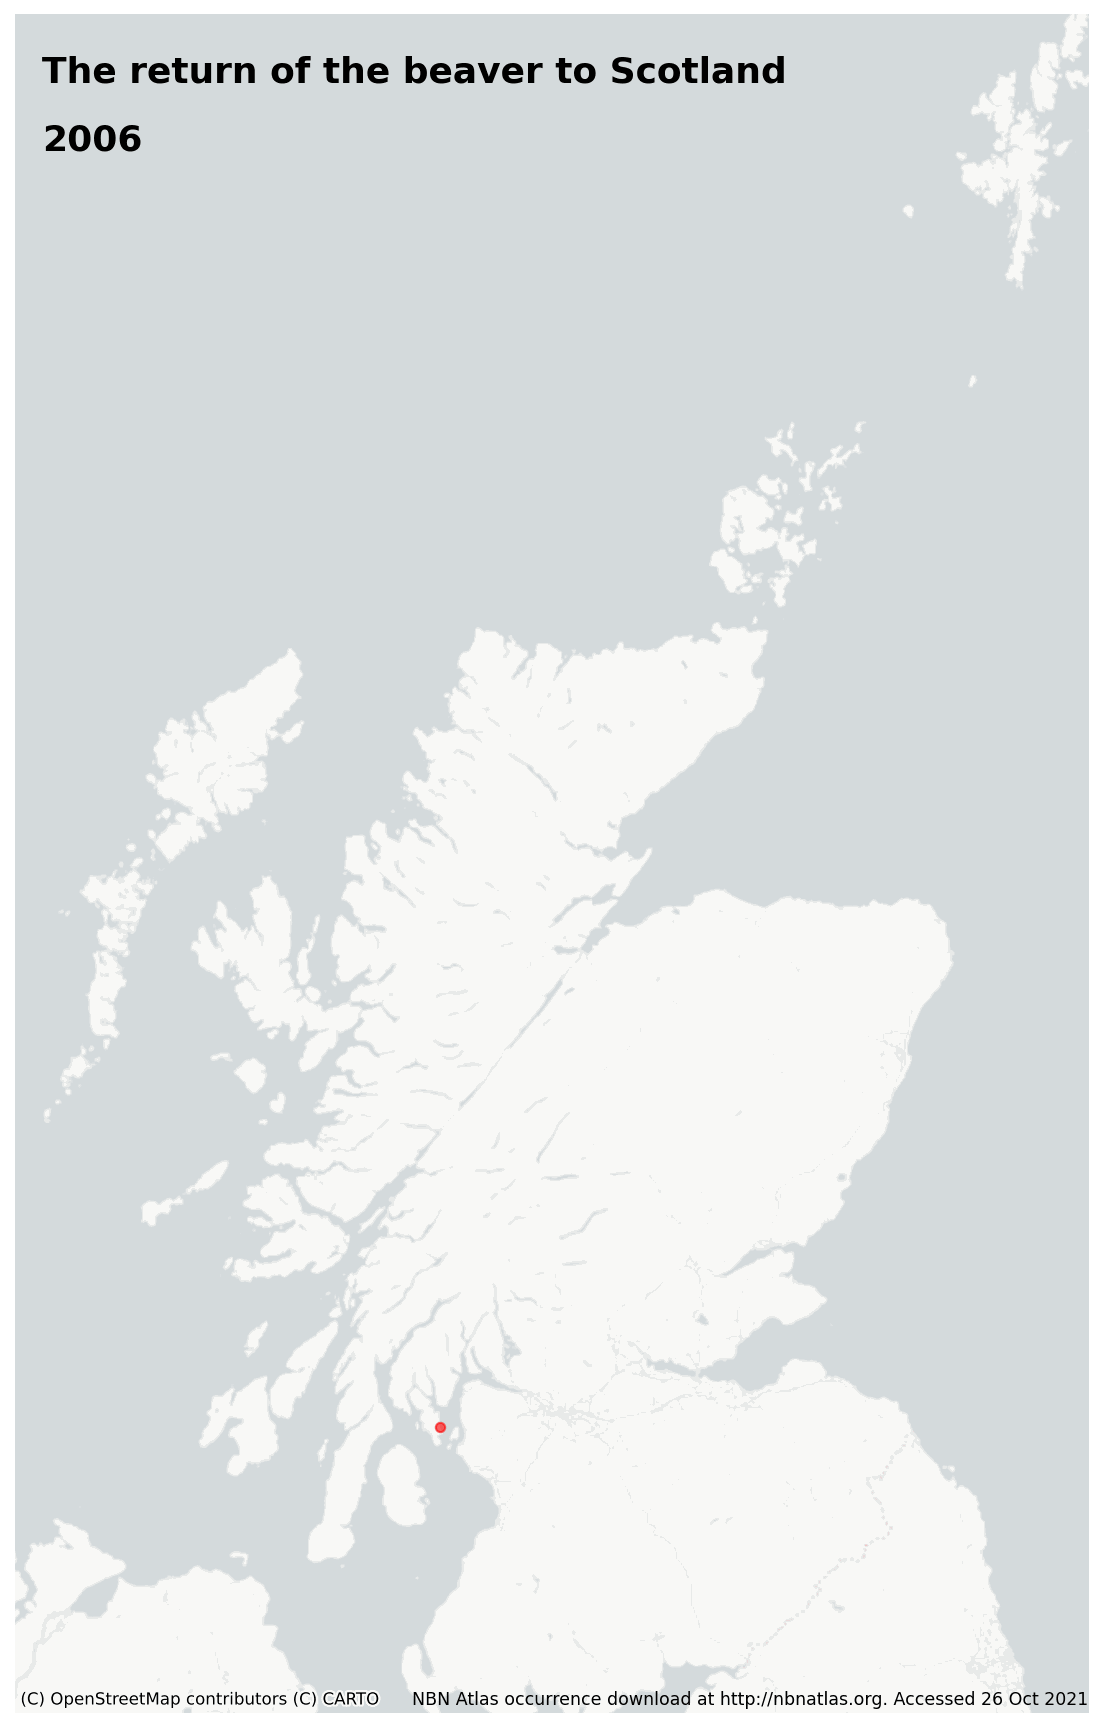 The return of the beaver to Scotland
2006
(C) OpenStreetMap contributors (C) CARTO
NBN Atlas occurrence download at http://nbnatlas.org. Accessed 26 Oct 2021